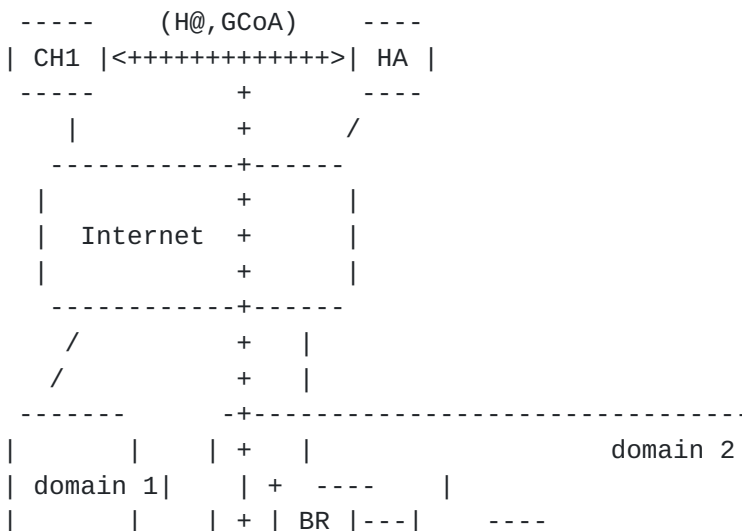 -----    (H@,GCoA)    ----
| CH1 |<+++++++++++++>| HA |
 -----         +       ----
    |          +      /
   ------------+------
  |            +      |
  |  Internet  +      |
  |            +      |
   ------------+------
    /          +   |
   /           +   |
 -------      -+--------------------------------
|       |    | +   |                   domain 2
| domain 1|    | +  ----    |
|       |    | + | BR |---|    ----